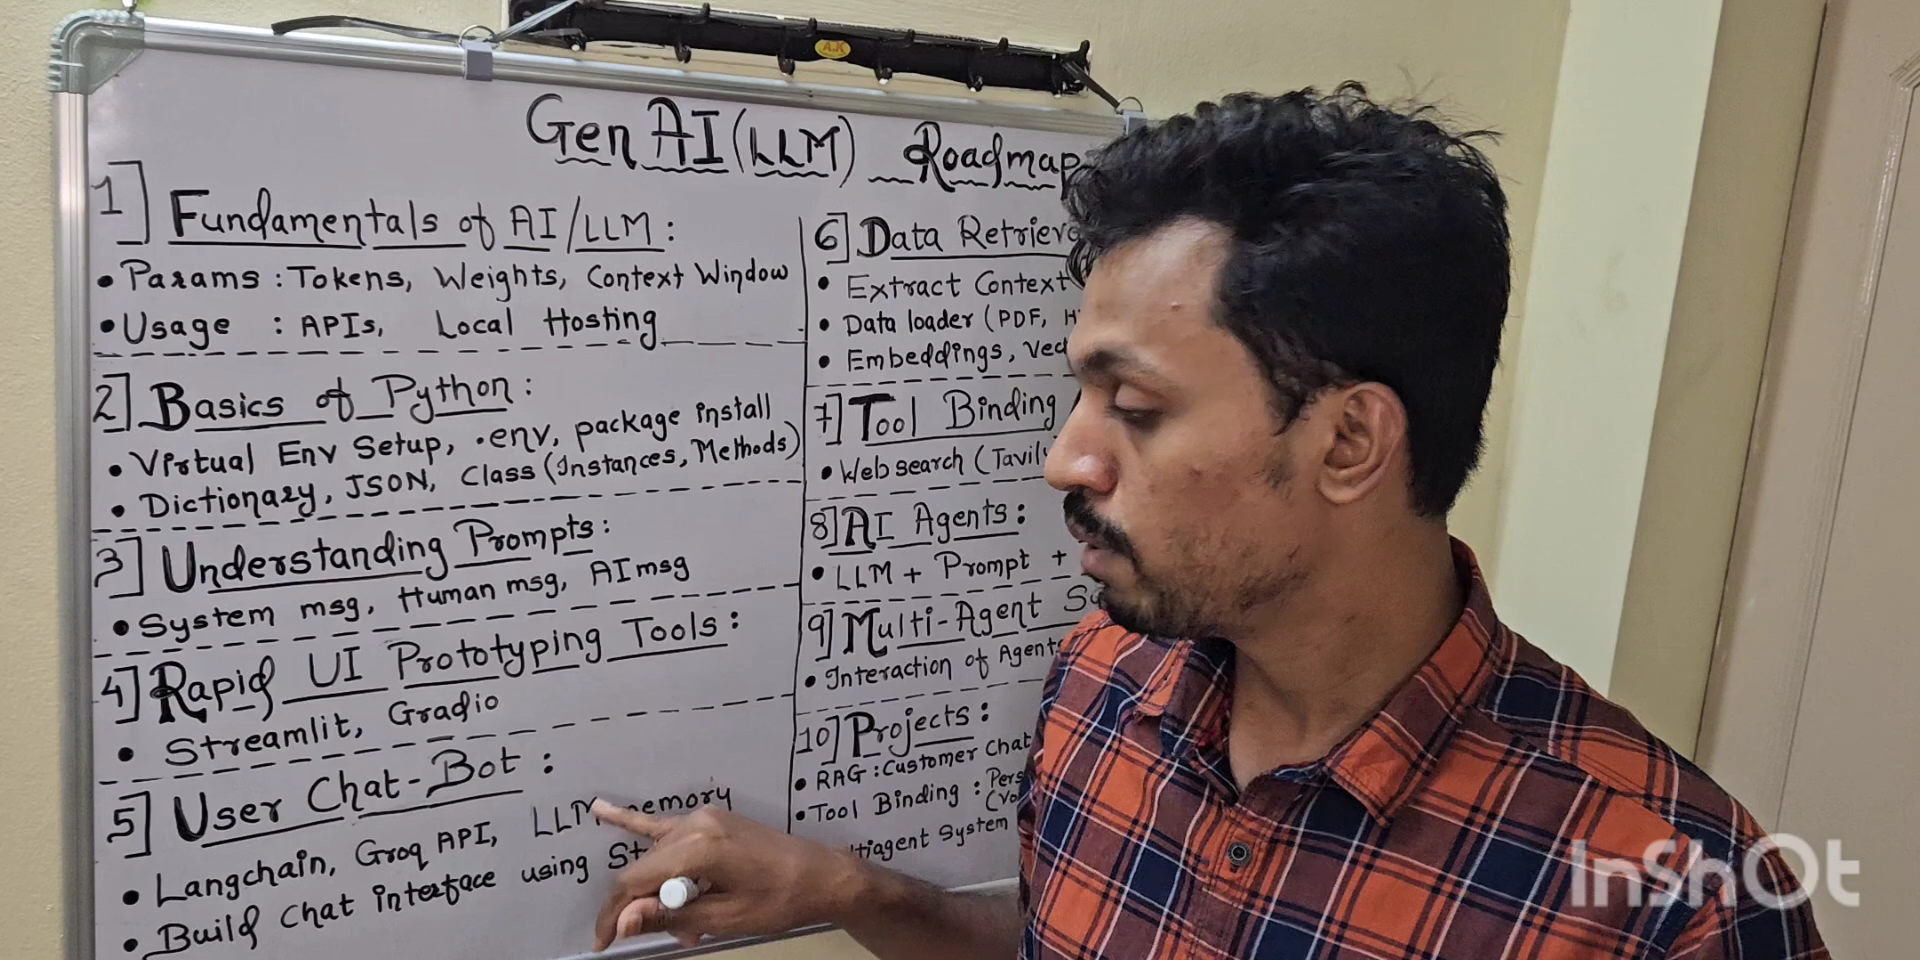 A.K
Gen AI (LLM) Roadmap
1] Fundamentals of AI/LLM:
• Params : Tokens, Weights, Context Window
• Usage : APIs, Local Hosting
2] Basics of Python:
• Virtual Env Setup, .env, package install
• Dictionary, JSON, Class (Instances, Methods)
3] Understanding Prompts:
• System msg, Human msg, AI msg
4] Rapid UI Prototyping Tools:
• Streamlit, Gradio
5] User Chat-Bot:
• Langchain, Groq API, LLM memory
• Build Chat interface using
6] Data
• Extract Context
• Data loader (PDF,
• Embeddings,
7] Tool Binding
• Web search (Tavily
8] AI Agents:
• LLM + Prompt +
9] Multi-Agent
• Interaction of Agents
10] Projects:
• RAG : Customer Chat
• Tool Binding :
System
InShOt